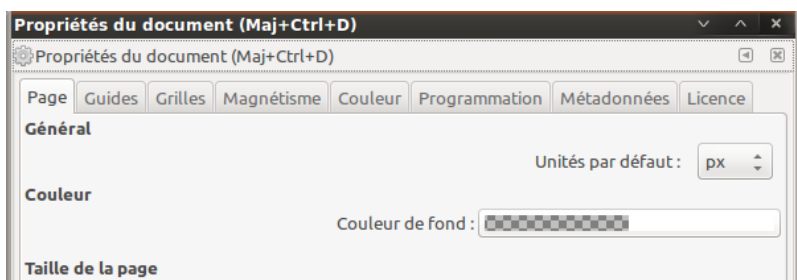 Propriétés du document (Maj+Ctrl+D)
Propriétés du document (Maj+Ctrl+D)
Page Guides Grilles Magnétisme Couleur Programmation Métadonnées Licence
Général
Unités par défaut : px
Couleur
Couleur de fond :
Taille de la page